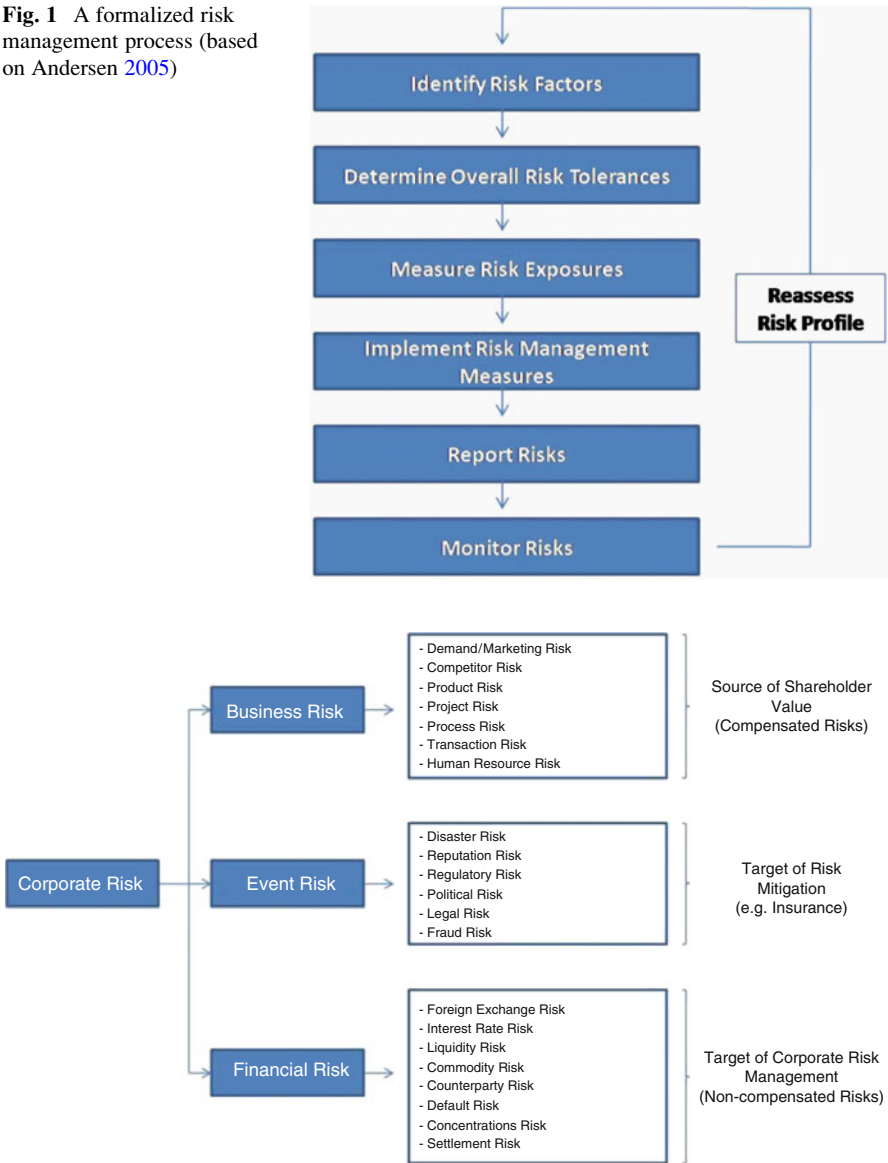 Fig. 1 A formalized risk
management process (based
on Andersen 2005)
Identify Risk Factors
Determine Overall Risk Tolerances
Measure Risk Exposures
Implement Risk Management
Measures
Report Risks
Monitor Risks
Reassess
Risk Profile
Corporate Risk
Business Risk
- Demand/Marketing Risk
- Competitor Risk
- Product Risk
- Project Risk
- Process Risk
- Transaction Risk
- Human Resource Risk
Source of Shareholder
Value
(Compensated Risks)
Event Risk
- Disaster Risk
- Reputation Risk
- Regulatory Risk
- Political Risk
- Legal Risk
- Fraud Risk
Target of Risk
Mitigation
(e.g. Insurance)
Financial Risk
- Foreign Exchange Risk
- Interest Rate Risk
- Liquidity Risk
- Commodity Risk
- Counterparty Risk
- Default Risk
- Concentrations Risk
- Settlement Risk
Target of Corporate Risk
Management
(Non-compensated Risks)